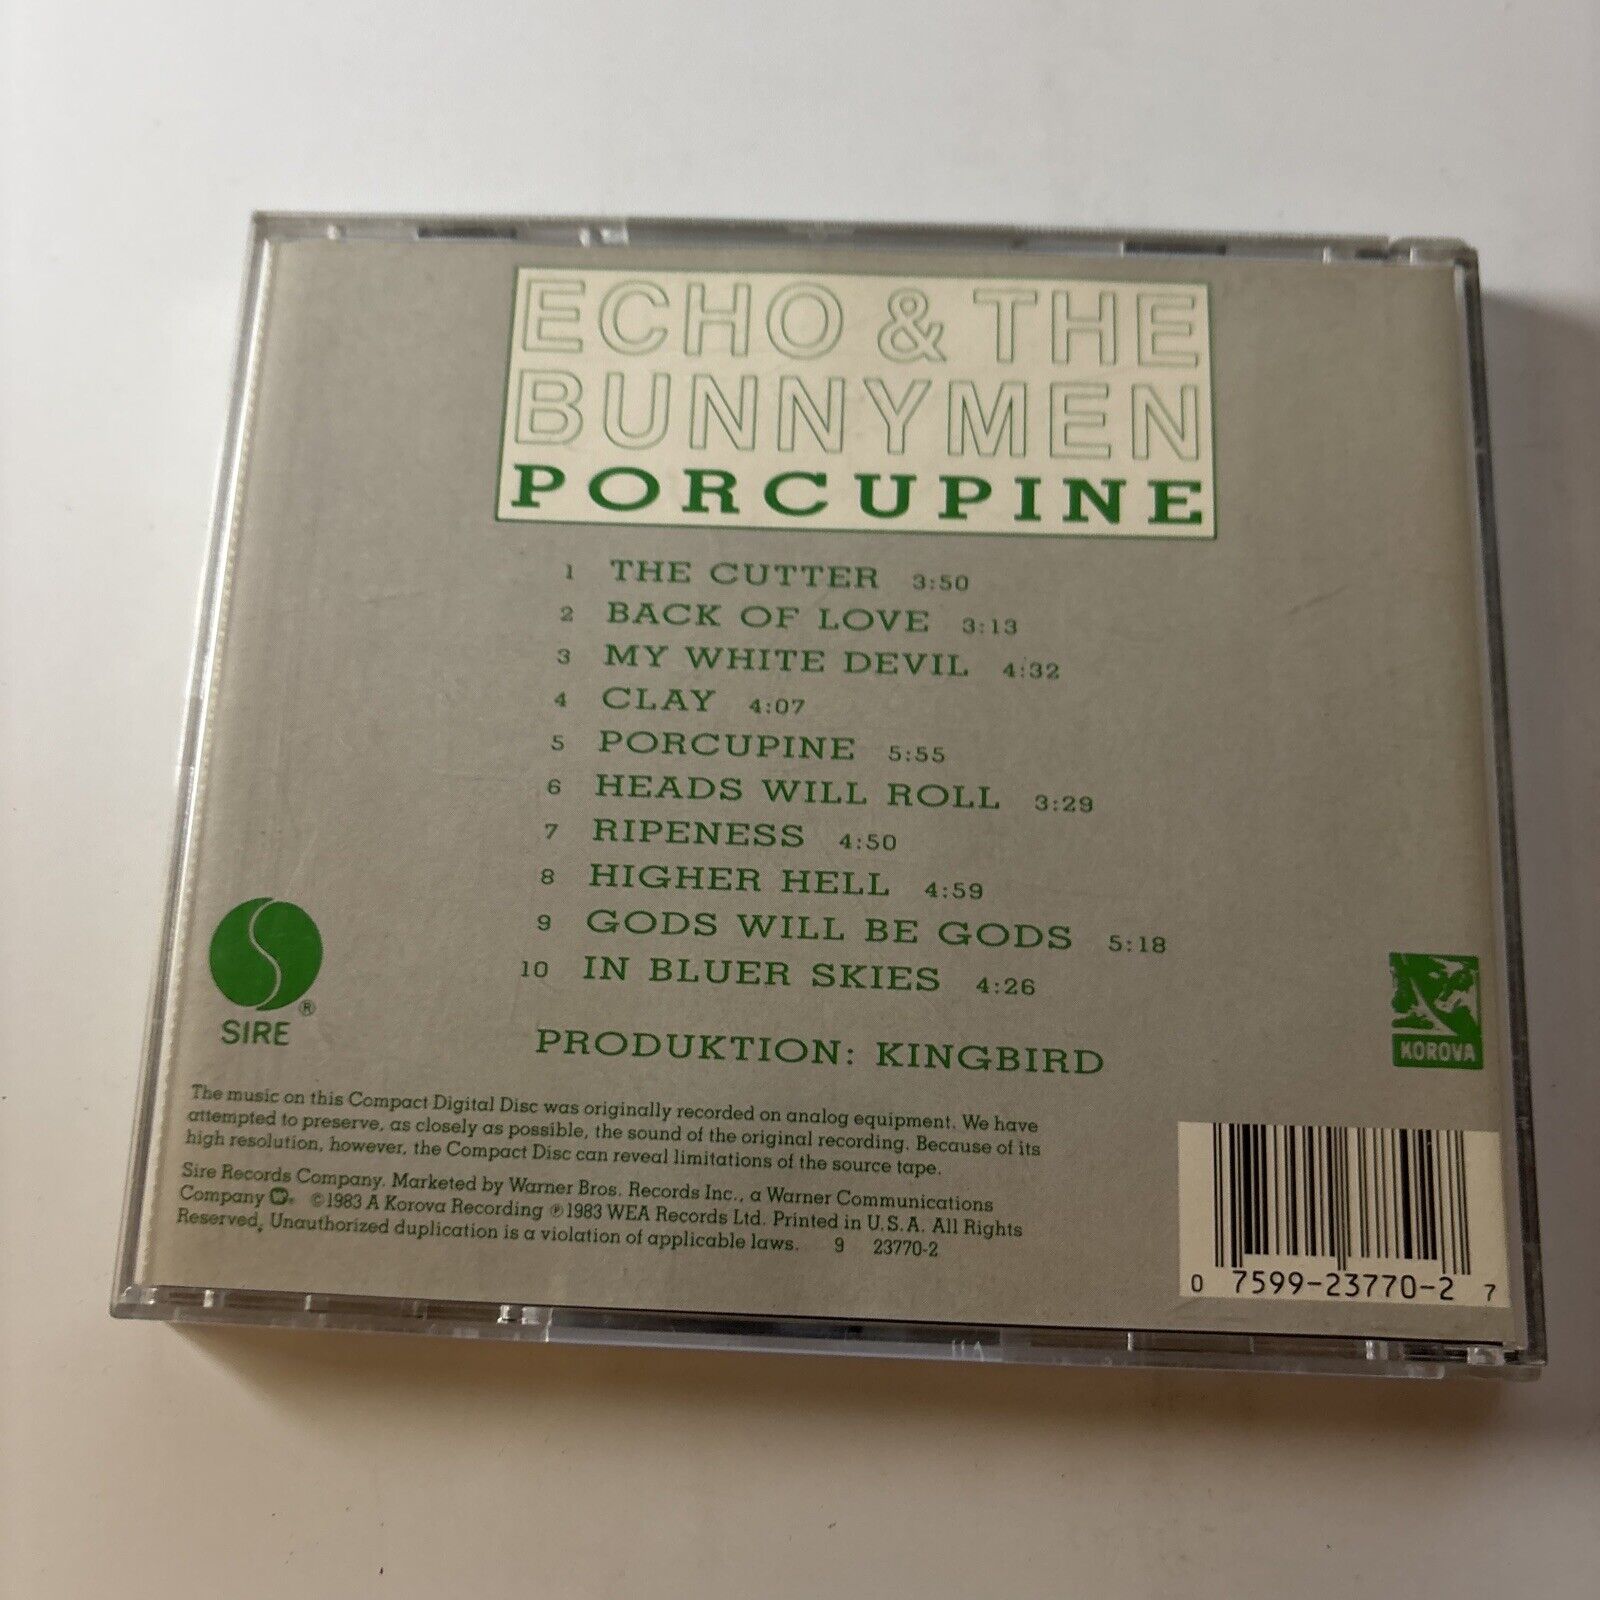 ECHO & THE
BUNNYMEN
PORCUPINE
1 THE CUTTER 3:50
2 BACK OF LOVE 3:13
3 MY WHITE DEVIL 4:32
4 CLAY 4:07
5 PORCUPINE 5:55
6 HEADS WILL ROLL 3:29
7 RIPENESS 4:50
8 HIGHER HELL 4:59
9 GODS WILL BE GODS 5:18
10 IN BLUER SKIES 4:26
PRODUKTION: KINGBIRD
®
SIRE
KOROVA
The music on this Compact Digital Disc was originally recorded on analog equipment. We have
attempted to preserve, as closely as possible, the sound of the original recording. Because of its
high resolution, however, the Compact Disc can reveal limitations of the source tape.
Sire Records Company. Marketed by Warner Bros. Records Inc., a Warner Communications
Company ©1983 A Korova Recording ℗1983 WEA Records Ltd. Printed in U.S.A. All Rights
Reserved, Unauthorized duplication is a violation of applicable laws. 9 23770-2
0 7599-23770-2 7